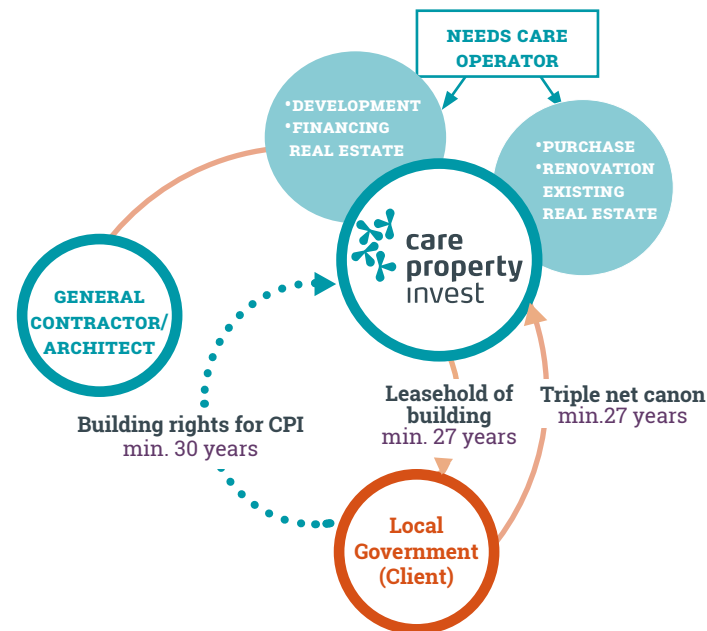 NEEDS CARE
OPERATOR
•DEVELOPMENT
•FINANCING
REAL ESTATE
•PURCHASE
•RENOVATION
EXISTING
REAL ESTATE
care
property
invest
GENERAL
CONTRACTOR/
ARCHITECT
Leasehold of
building
min. 27 years
Triple net canon
min.27 years
Building rights for CPI
min. 30 years
Local
Government
(Client)